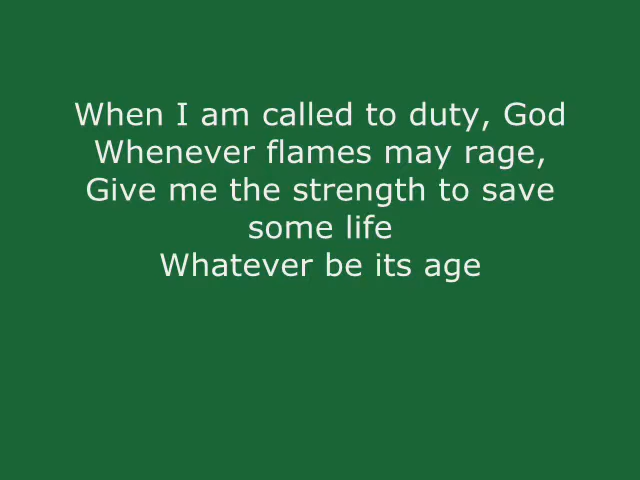 When I am called to duty, God
Whenever flames may rage,
Give me the strength to save
some life
Whatever be its age